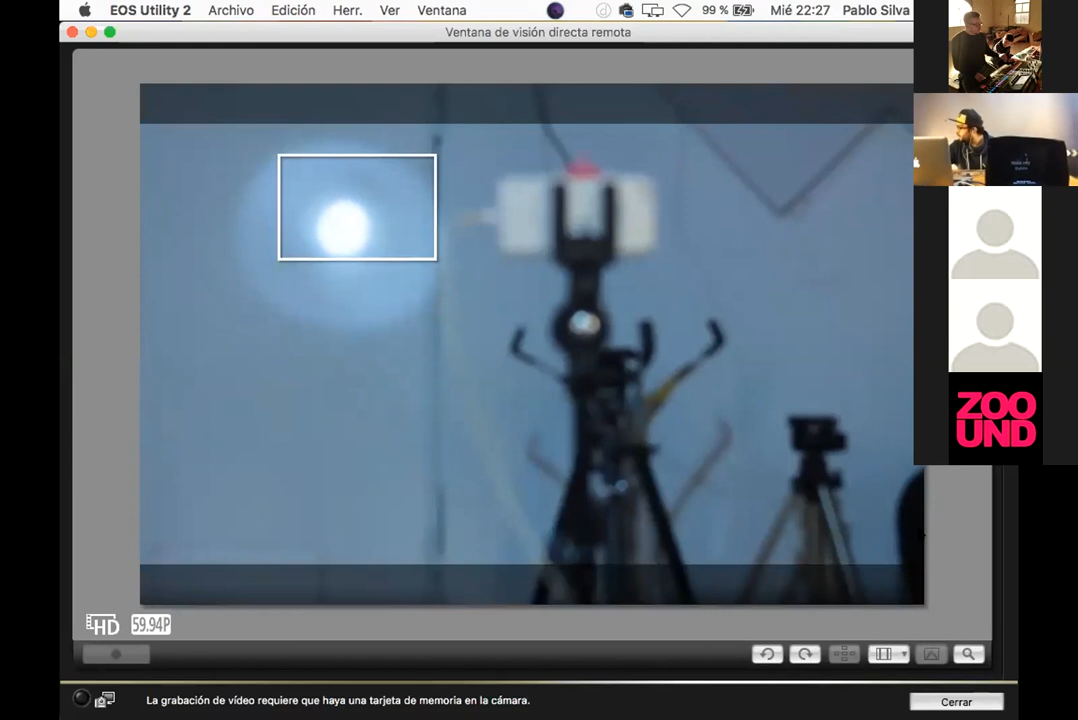 EOS Utility 2 Archivo Edición Herr. Ver Ventana 99 % Mié 22:27 Pablo Silva
Ventana de visión directa remota
ZOO
UND
HD 59.94P
La grabación de vídeo requiere que haya una tarjeta de memoria en la cámara.
Cerrar